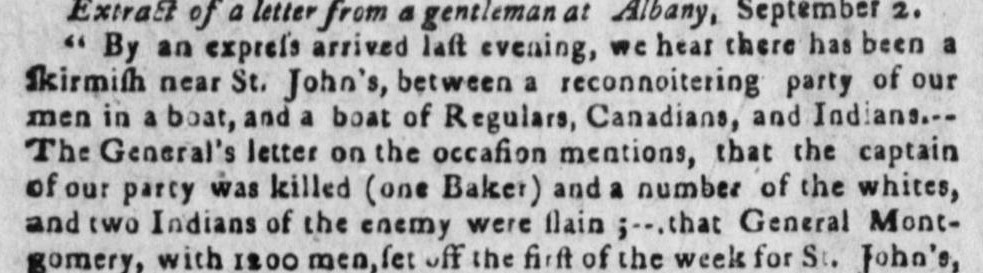 Extract of a letter from a gentleman at Albany, September 2.
“ By an expreſs arrived laſt evening, we hear there has been a
ſkirmiſh near St. John's, between a reconnoitering party of our
men in a boat, and a boat of Regulars, Canadians, and Indians.--
The General's letter on the occaſion mentions, that the captain
of our party was killed (one Baker) and a number of the whites,
and two Indians of the enemy were ſlain ;--.that General Mont-
gomery, with 1200 men, ſet off the firſt of the week for St. John's,